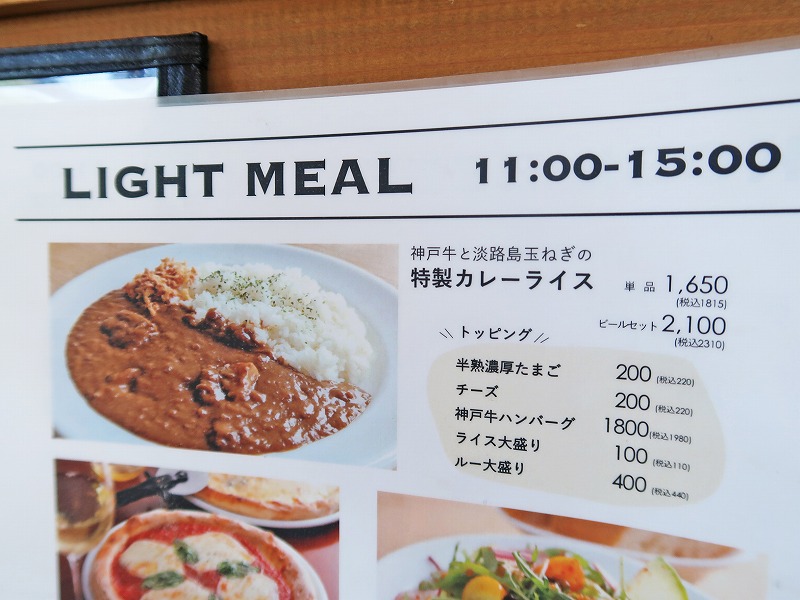 LIGHT MEAL 11:00-15:00
神戸牛と淡路島玉ねぎの
特製カレーライス 単品 1,650
(税込1815)
ビールセット 2,100
(税込2310)
トッピング
半熟濃厚たまご 200 (税込220)
チーズ 200 (税込220)
神戸牛ハンバーグ 1800 (税込1980)
ライス大盛り 100 (税込110)
ルー大盛り 400 (税込440)